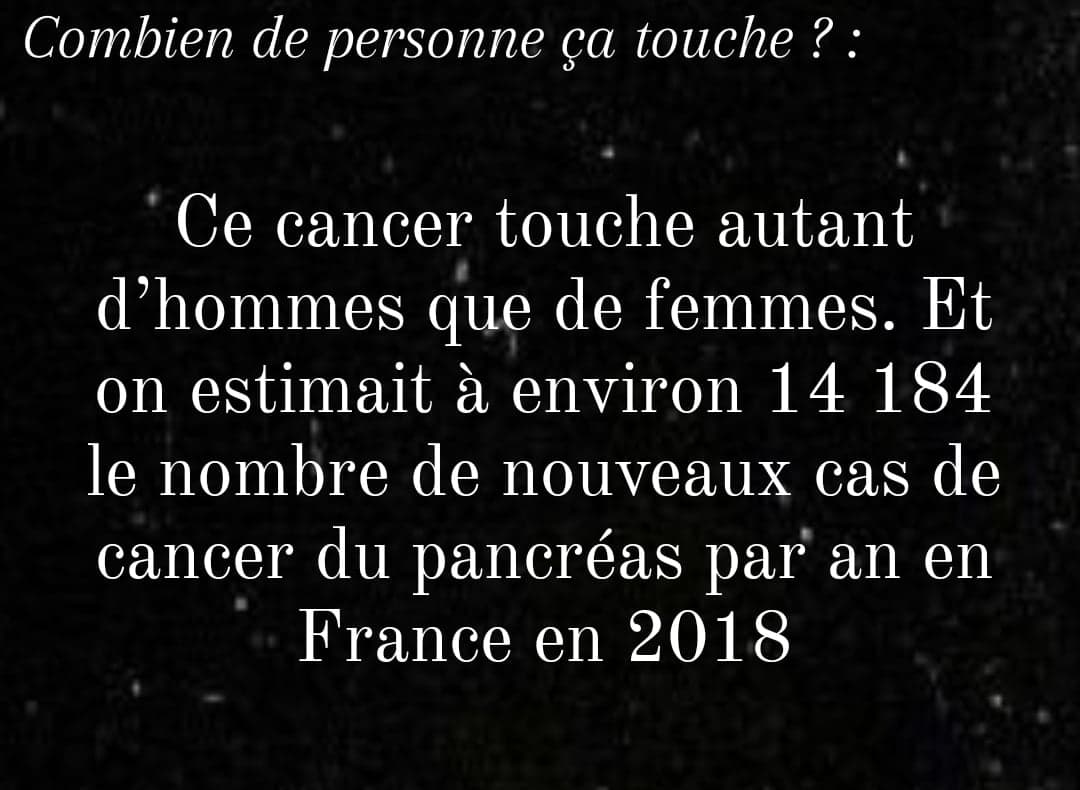 Combien de personne ça touche ? :
Ce cancer touche autant
d’hommes que de femmes. Et
on estimait à environ 14 184
le nombre de nouveaux cas de
cancer du pancréas par an en
France en 2018